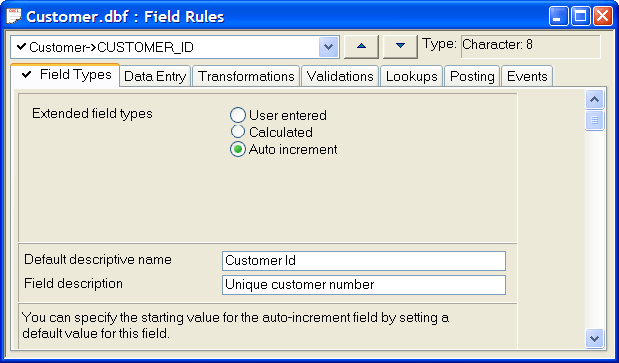 Customer.dbf : Field Rules
Customer->CUSTOMER_ID
Type: Character: 8
Field Types Data Entry Transformations Validations Lookups Posting Events
Extended field types
User entered
Calculated
Auto increment
Default descriptive name Customer Id
Field description Unique customer number
You can specify the starting value for the auto-increment field by setting a
default value for this field.